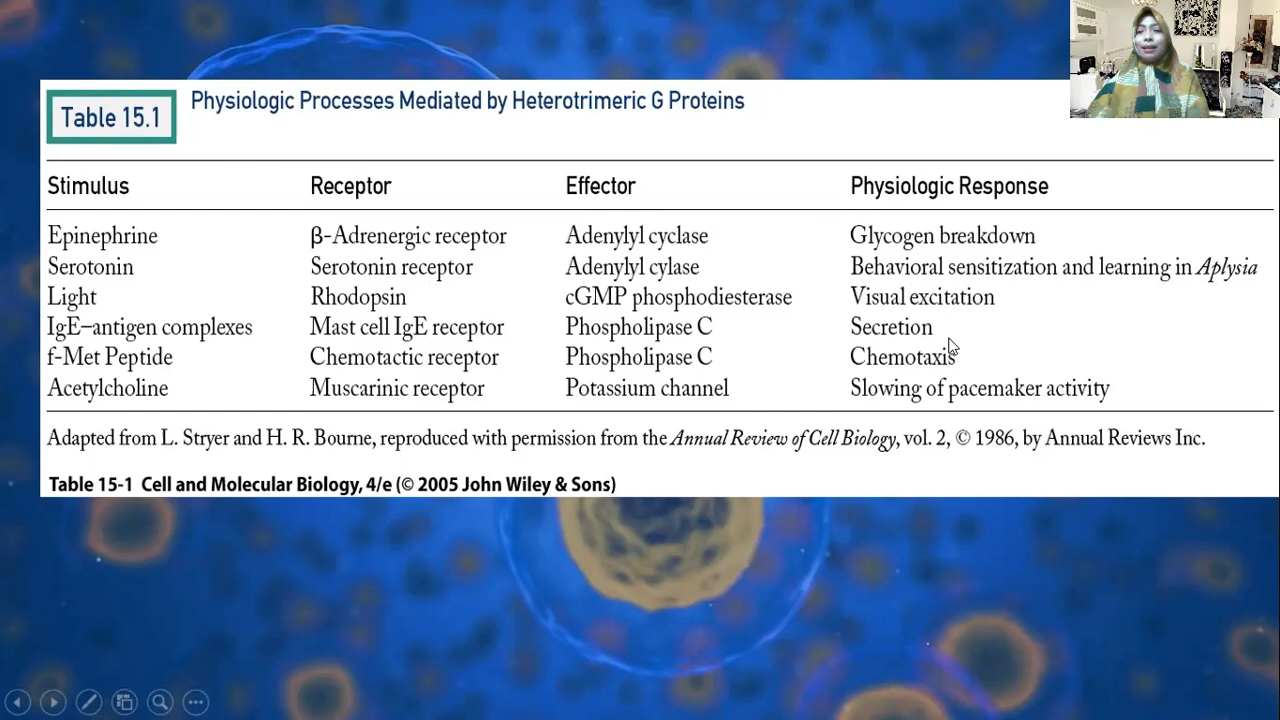 Table 15.1
Physiologic Processes Mediated by Heterotrimeric G Proteins
Stimulus Receptor Effector Physiologic Response
Epinephrine β-Adrenergic receptor Adenylyl cyclase Glycogen breakdown
Serotonin Serotonin receptor Adenylyl cylase Behavioral sensitization and learning in Aplysia
Light Rhodopsin cGMP phosphodiesterase Visual excitation
IgE–antigen complexes Mast cell IgE receptor Phospholipase C Secretion
f-Met Peptide Chemotactic receptor Phospholipase C Chemotaxis
Acetylcholine Muscarinic receptor Potassium channel Slowing of pacemaker activity
Adapted from L. Stryer and H. R. Bourne, reproduced with permission from the Annual Review of Cell Biology, vol. 2, © 1986, by Annual Reviews Inc.
Table 15-1 Cell and Molecular Biology, 4/e (© 2005 John Wiley & Sons)